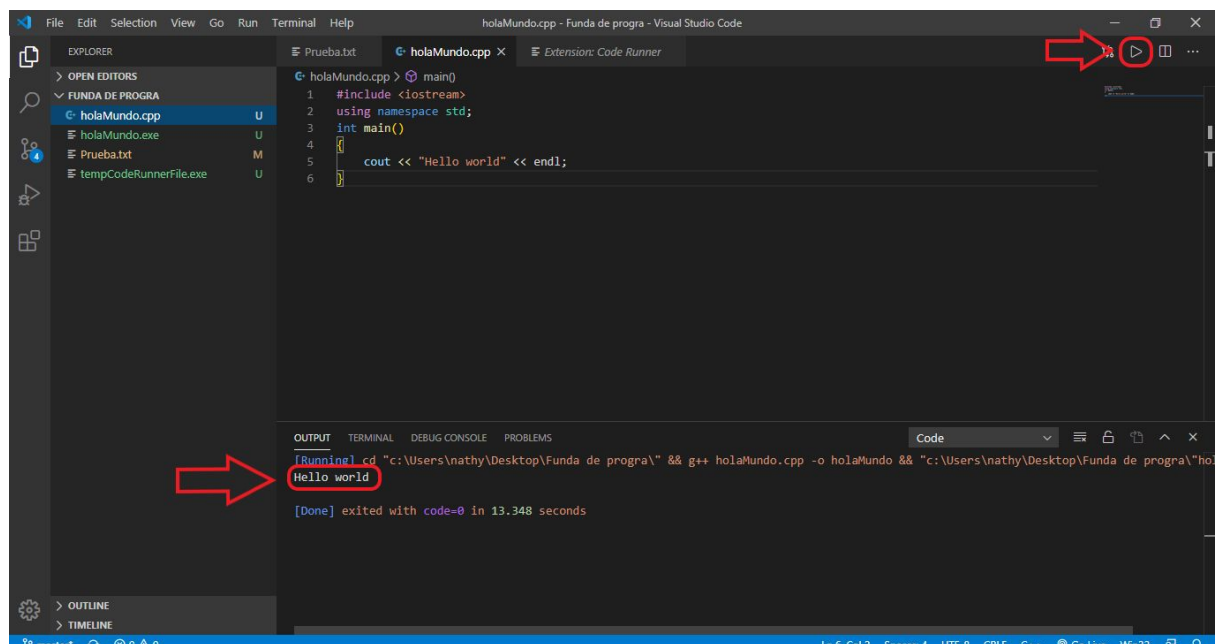 File Edit Selection View Go Run Terminal Help holaMundo.cpp - Funda de progra - Visual Studio Code
EXPLORER
OPEN EDITORS
FUNDA DE PROGRA
holaMundo.cpp U
holaMundo.exe U
Prueba.txt M
tempCodeRunnerFile.exe U
OUTLINE
TIMELINE
4
Prueba.txt holaMundo.cpp Extension: Code Runner
holaMundo.cpp > main()
1 #include <iostream>
2 using namespace std;
3 int main()
4 {
5 cout << "Hello world" << endl;
6 }
OUTPUT TERMINAL DEBUG CONSOLE PROBLEMS Code
[Running] cd "c:\Users\nathy\Desktop\Funda de progra\" && g++ holaMundo.cpp -o holaMundo && "c:\Users\nathy\Desktop\Funda de progra\"hol
Hello world
[Done] exited with code=0 in 13.348 seconds